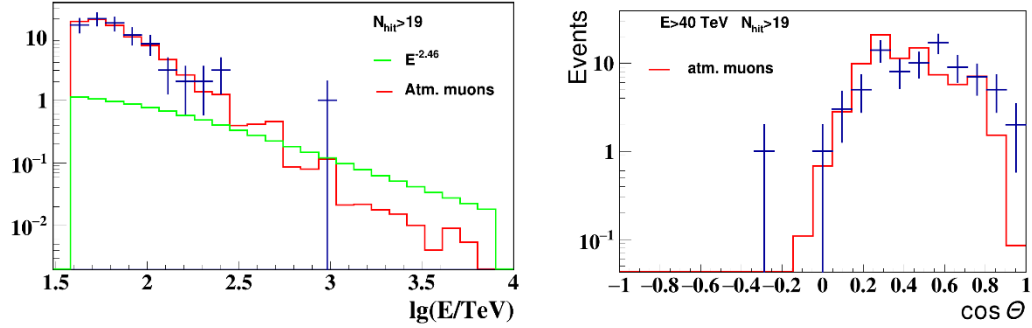 N_hit>19
E^-2.46
Atm. muons
10
1
10^-1
10^-2
1.5 2 2.5 3 3.5 4
lg(E/TeV)
E>40 TeV N_hit>19
atm. muons
Events
10
1
10^-1
−1 −0.8 −0.6 −0.4 −0.2 0 0.2 0.4 0.6 0.8 1
cos Θ